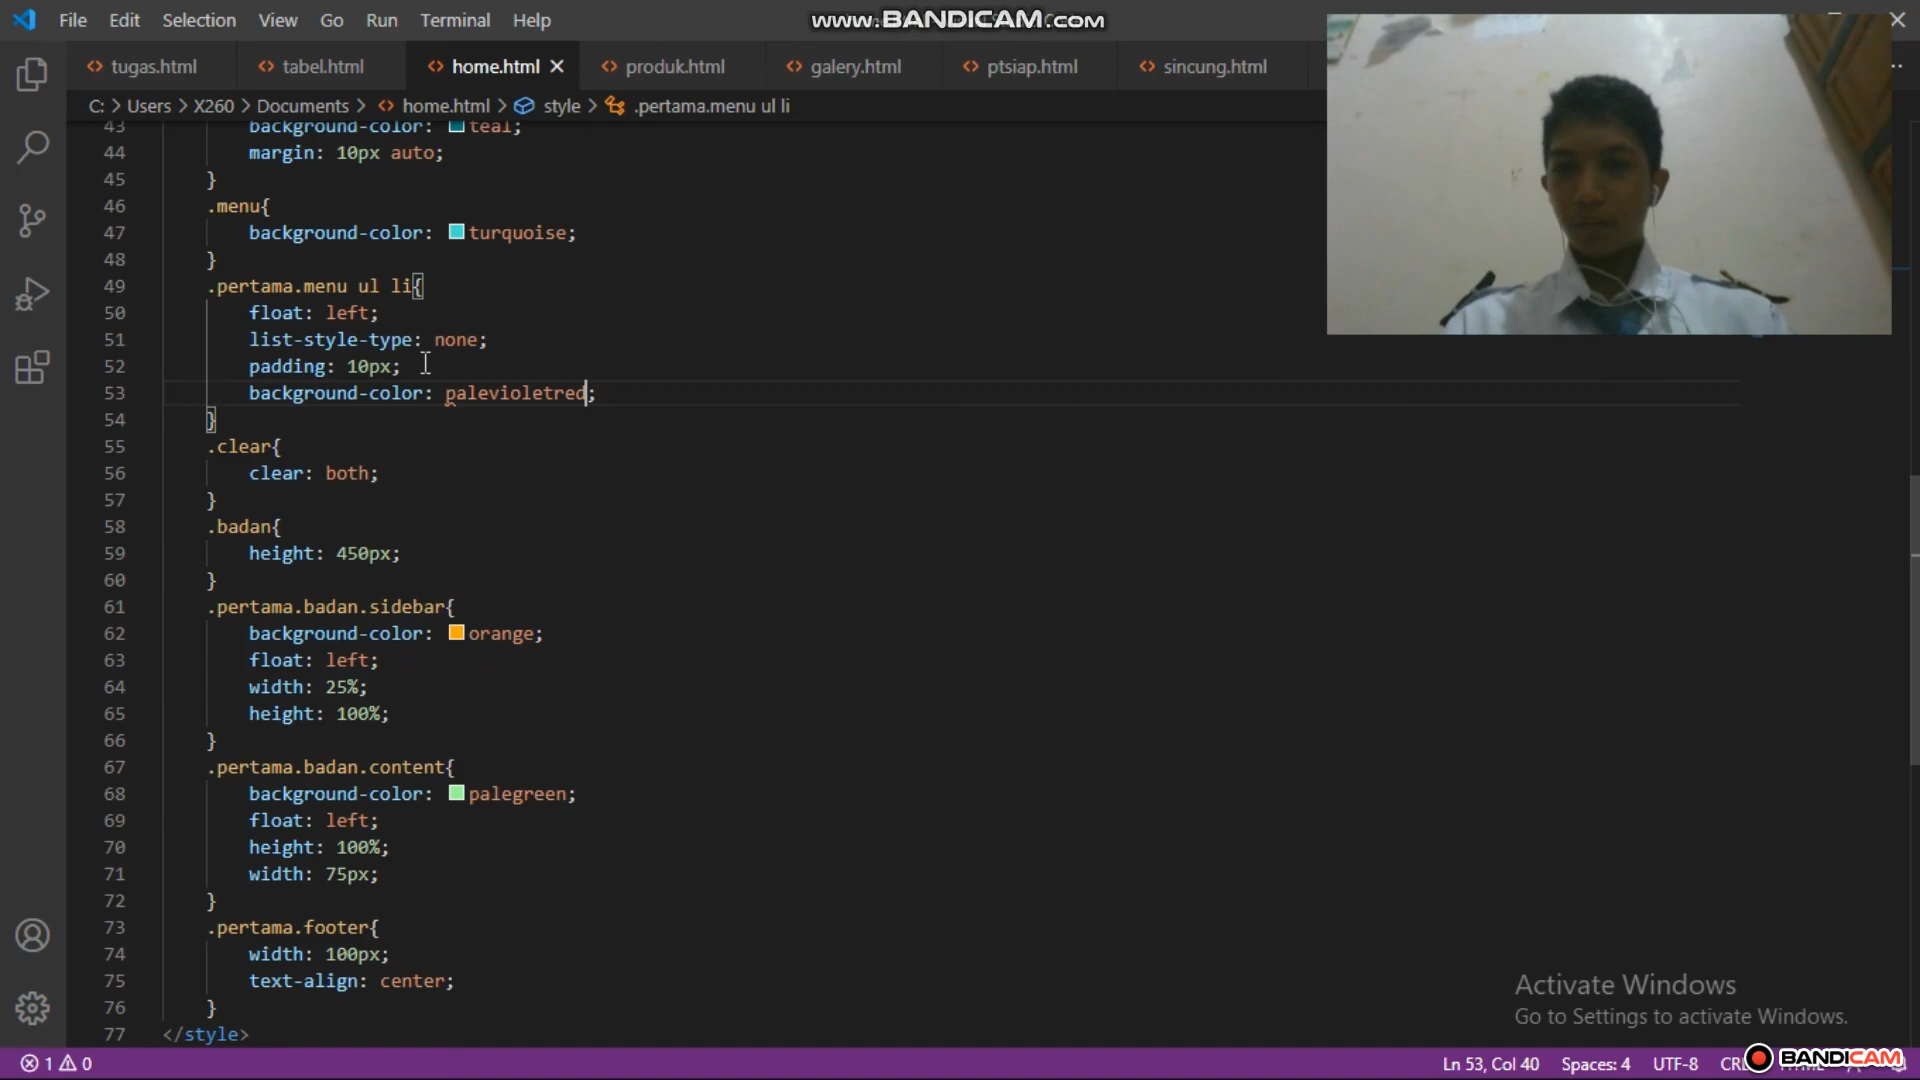 File Edit Selection View Go Run Terminal Help
www.BANDICAM.com
tugas.html tabel.html home.html produk.html galery.html ptsiap.html sincung.html
C: > Users > X260 > Documents > home.html > style > .pertama.menu ul li
43 background-color: teal;
44 margin: 10px auto;
45 }
46 .menu{
47 background-color: turquoise;
48 }
49 .pertama.menu ul li{
50 float: left;
51 list-style-type: none;
52 padding: 10px;
53 background-color: palevioletred;
54 }
55 .clear{
56 clear: both;
57 }
58 .badan{
59 height: 450px;
60 }
61 .pertama.badan.sidebar{
62 background-color: orange;
63 float: left;
64 width: 25%;
65 height: 100%;
66 }
67 .pertama.badan.content{
68 background-color: palegreen;
69 float: left;
70 height: 100%;
71 width: 75px;
72 }
73 .pertama.footer{
74 width: 100px;
75 text-align: center;
76 }
77 </style>
Activate Windows
Go to Settings to activate Windows.
1 0 Ln 53, Col 40 Spaces: 4 UTF-8
BANDICAM